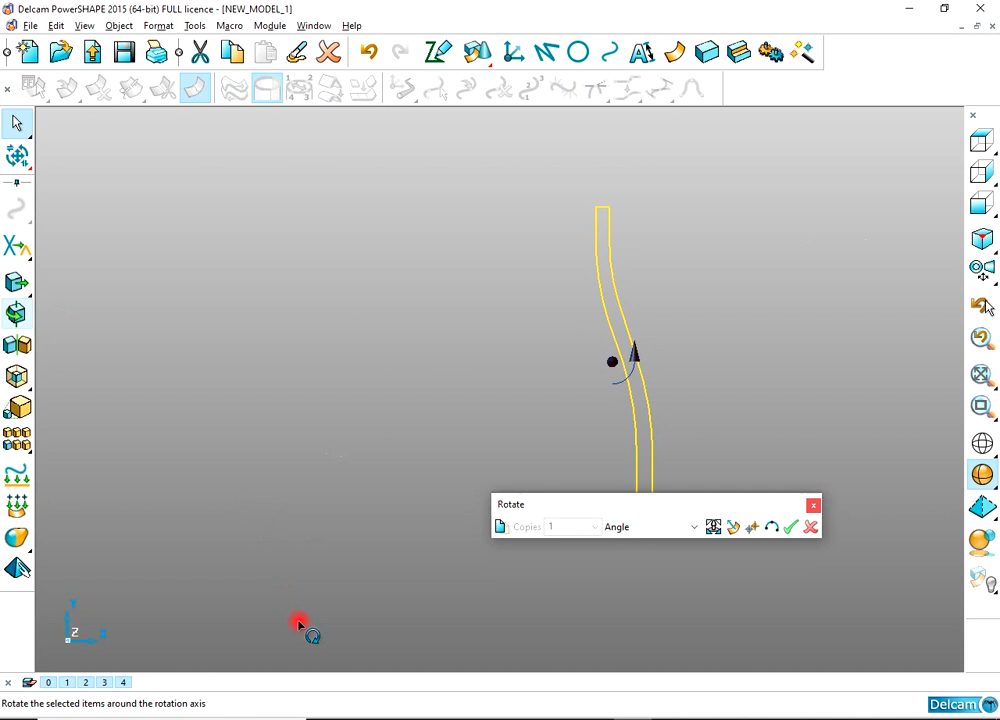 Delcam PowerSHAPE 2015 (64-bit) FULL licence - [NEW_MODEL_1]
File Edit View Object Format Tools Macro Module Window Help
Rotate
Copies 1 Angle
Y
Z X
0 1 2 3 4
Rotate the selected items around the rotation axis
Delcam